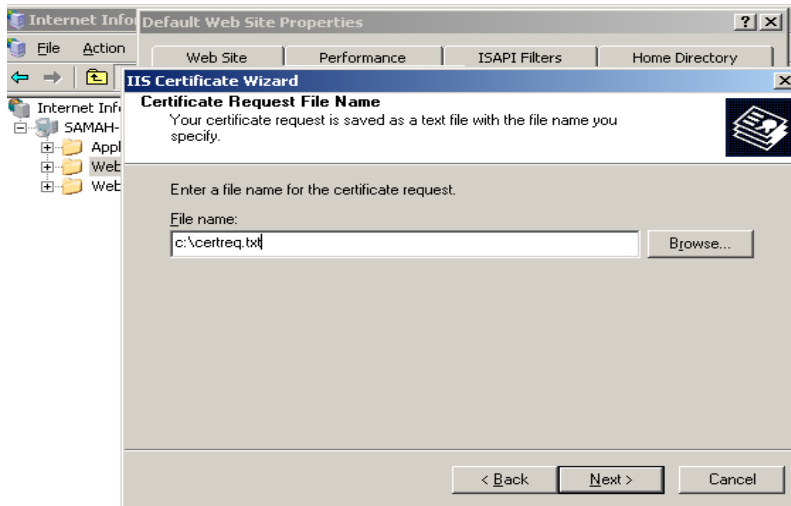 Internet Info
Default Web Site Properties
File Action
Web Site Performance ISAPI Filters Home Directory
IIS Certificate Wizard
Certificate Request File Name
Your certificate request is saved as a text file with the file name you
specify.
Internet Info
SAMAH-
Appl
Web
Web
Enter a file name for the certificate request.
File name:
c:\certreq.txt
Browse...
< Back Next > Cancel